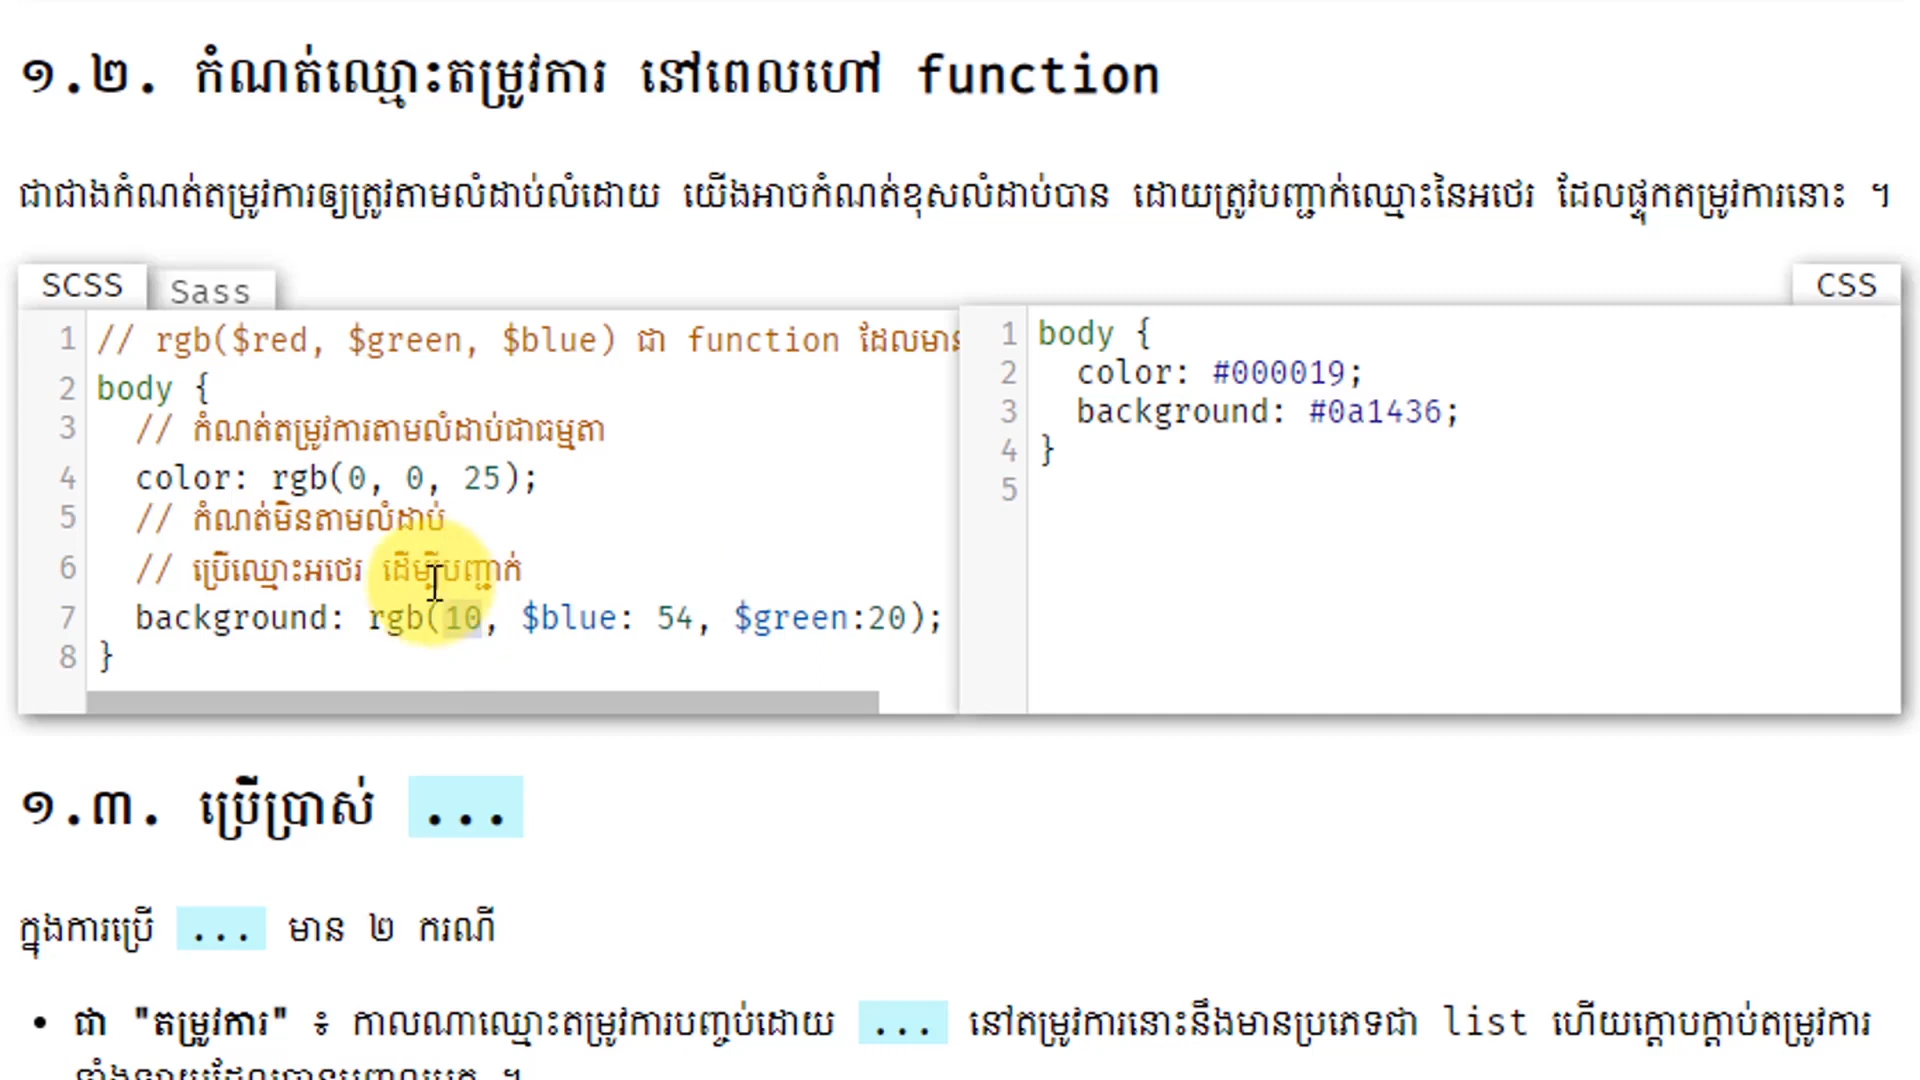 ១.២. កំណត់ឈ្មោះតម្រូវការ នៅពេលហៅ function
ជាជាងកំណត់តម្រូវការឲ្យត្រូវតាមលំដាប់លំដោយ យើងអាចកំណត់ខុសលំដាប់បាន ដោយត្រូវបញ្ជាក់ឈ្មោះនៃអថេរ ដែលផ្ទុកតម្រូវការនោះ ។
SCSS Sass
1 // rgb($red, $green, $blue) ជា function ដែលមាន
2 body {
3 // កំណត់តម្រូវការតាមលំដាប់ជាធម្មតា
4 color: rgb(0, 0, 25);
5 // កំណត់មិនតាមលំដាប់
6 // ប្រើឈ្មោះអថេរ ដើម្បីបញ្ជាក់
7 background: rgb(10, $blue: 54, $green:20);
8 }
CSS
1 body {
2 color: #000019;
3 background: #0a1436;
4 }
5
១.៣. ប្រើប្រាស់ ...
ក្នុងការប្រើ ... មាន ២ ករណី
• ជា "តម្រូវការ" ៖ កាលណាឈ្មោះតម្រូវការបញ្ចប់ដោយ ... នៅតម្រូវការនោះនឹងមានប្រភេទជា list ហើយក្តោបក្តាប់តម្រូវការ